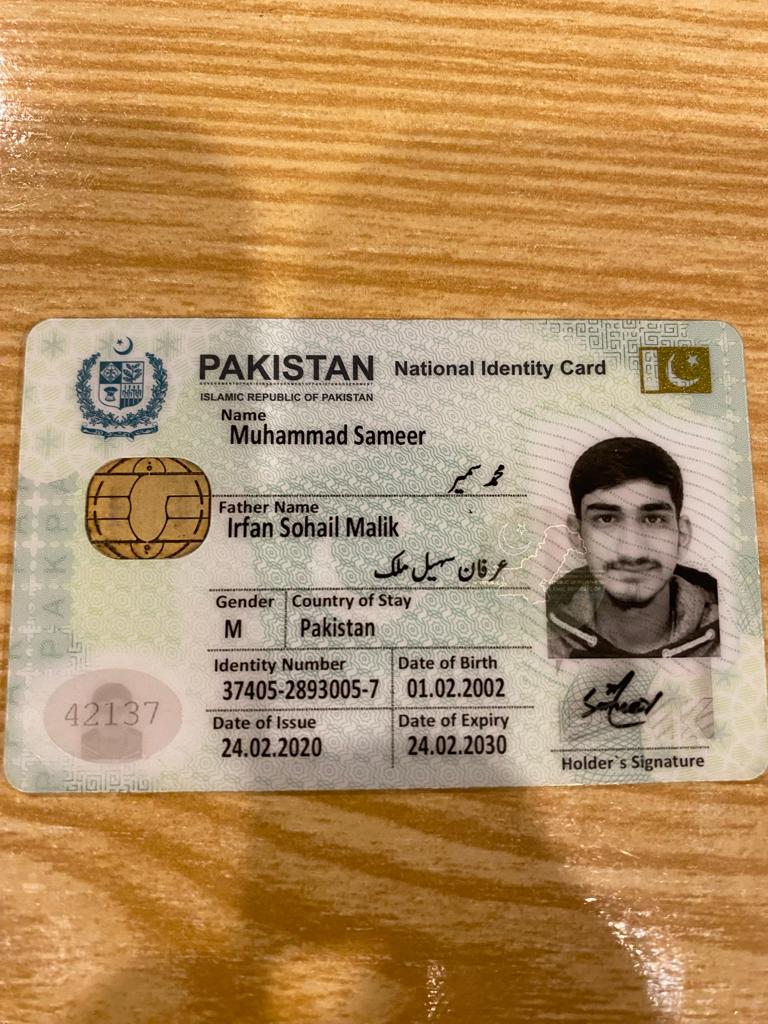 PAKISTAN National Identity Card
ISLAMIC REPUBLIC OF PAKISTAN
Name
Muhammad Sameer
محمد سمیر
Father Name
Irfan Sohail Malik
عرفان سہیل ملک
Gender Country of Stay
M Pakistan
Identity Number Date of Birth
37405-2893005-7 01.02.2002
Date of Issue Date of Expiry
24.02.2020 24.02.2030
42137
Holder`s Signature